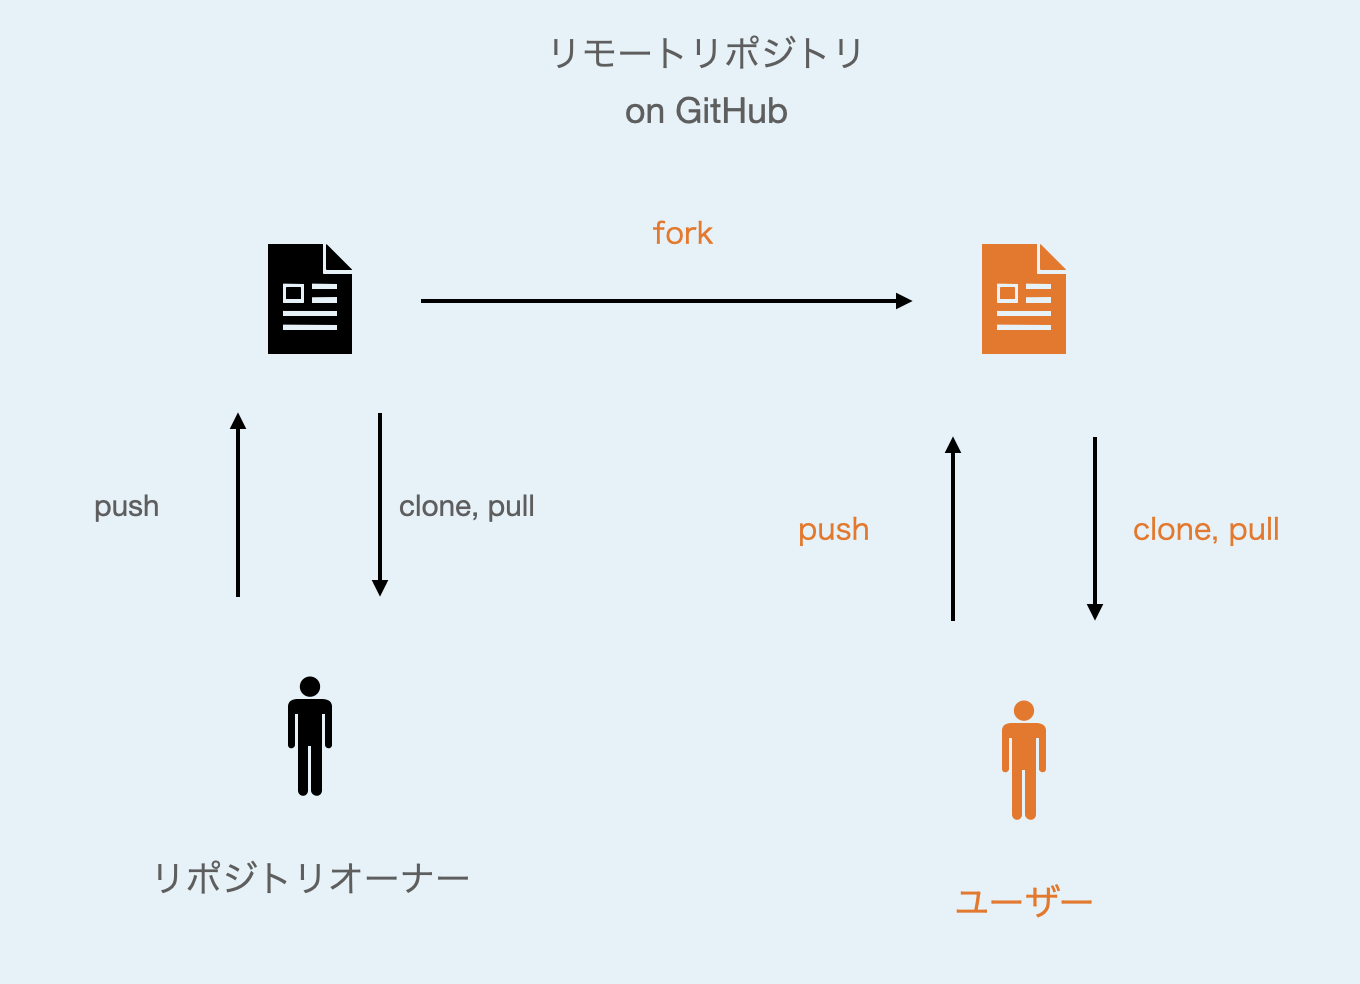 リモートリポジトリ
on GitHub
fork
push
clone, pull
push
clone, pull
リポジトリオーナー
ユーザー